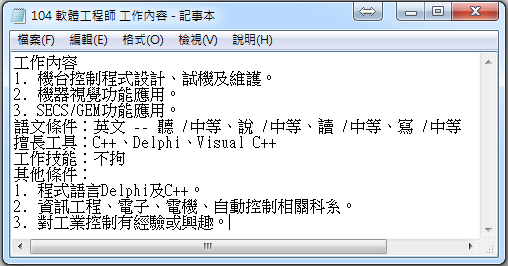 104 軟體工程師 工作內容 - 記事本
檔案(F) 編輯(E) 格式(O) 檢視(V) 說明(H)
工作內容
1. 機台控制程式設計、試機及維護。
2. 機器視覺功能應用。
3. SECS/GEM功能應用。
語文條件：英文 -- 聽 /中等、說 /中等、讀 /中等、寫 /中等
擅長工具：C++、Delphi、Visual C++
工作技能：不拘
其他條件：
1. 程式語言Delphi及C++。
2. 資訊工程、電子、電機、自動控制相關科系。
3. 對工業控制有經驗或興趣。